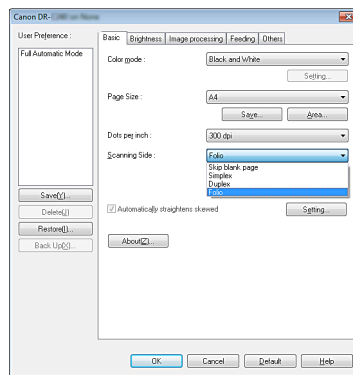 Canon DR-
User Preference :
Full Automatic Mode
Save(Y)...
Delete(J)
Restore(I)...
Back Up(X)...
Basic Brightness Image processing Feeding Others
Color mode : Black and White
Setting...
Page Size : A4
Save... Area...
Dots per inch : 300 dpi
Scanning Side : Folio
Skip blank page
Simplex
Duplex
Folio
Automatically straightens skewed Setting...
About(Z)...
OK Cancel Default Help